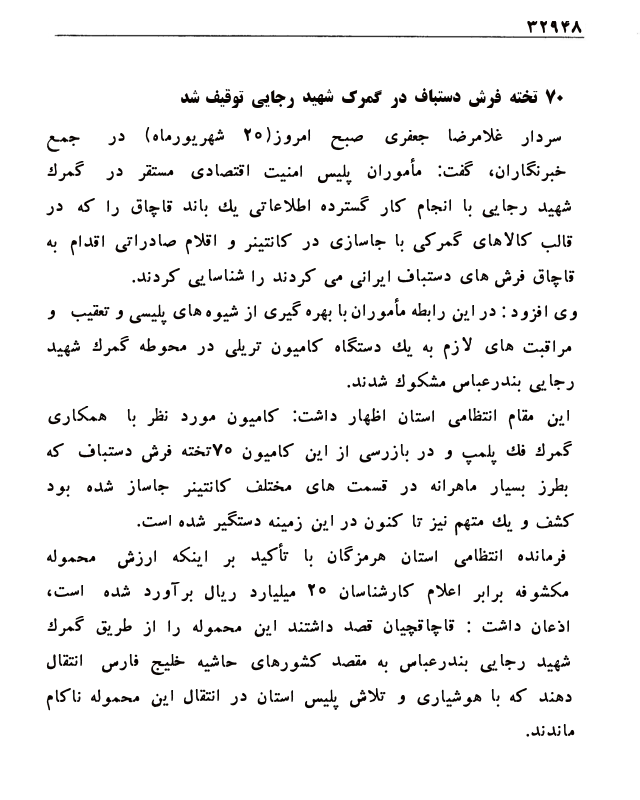 ۳۲۹۴۸
۷۰ تخته فرش دستباف در گمرک شهید رجایی توقیف شد
سردار غلامرضا جعفری صبح امروز(۲۰ شهریورماه) در جمع
خبرنگاران، گفت: مأموران پلیس امنیت اقتصادی مستقر در گمرك
شهید رجایی با انجام کار گسترده اطلاعاتی یك باند قاچاق را که در
قالب کالاهای گمرکی با جاسازی در کانتینر و اقلام صادراتی اقدام به
قاچاق فرش های دستباف ایرانی می کردند را شناسایی کردند.
وی افزود : در این رابطه مأموران با بهره گیری از شیوه های پلیسی و تعقیب و
مراقبت های لازم به یك دستگاه کامیون تریلی در محوطه گمرك شهید
رجایی بندرعباس مشکوك شدند.
این مقام انتظامی استان اظهار داشت: کامیون مورد نظر با همکاری
گمرك فك پلمپ و در بازرسی از این کامیون ۷۰تخته فرش دستباف که
بطرز بسیار ماهرانه در قسمت های مختلف کانتینر جاساز شده بود
کشف و یك متهم نیز تا کنون در این زمینه دستگیر شده است.
فرمانده انتظامی استان هرمزگان با تأکید بر اینکه ارزش محموله
مکشوفه برابر اعلام کارشناسان ۲۰ میلیارد ریال برآورد شده است،
اذعان داشت : قاچاقچیان قصد داشتند این محموله را از طریق گمرك
شهید رجایی بندرعباس به مقصد کشورهای حاشیه خلیج فارس انتقال
دهند که با هوشیاری و تلاش پلیس استان در انتقال این محموله ناکام
ماندند.